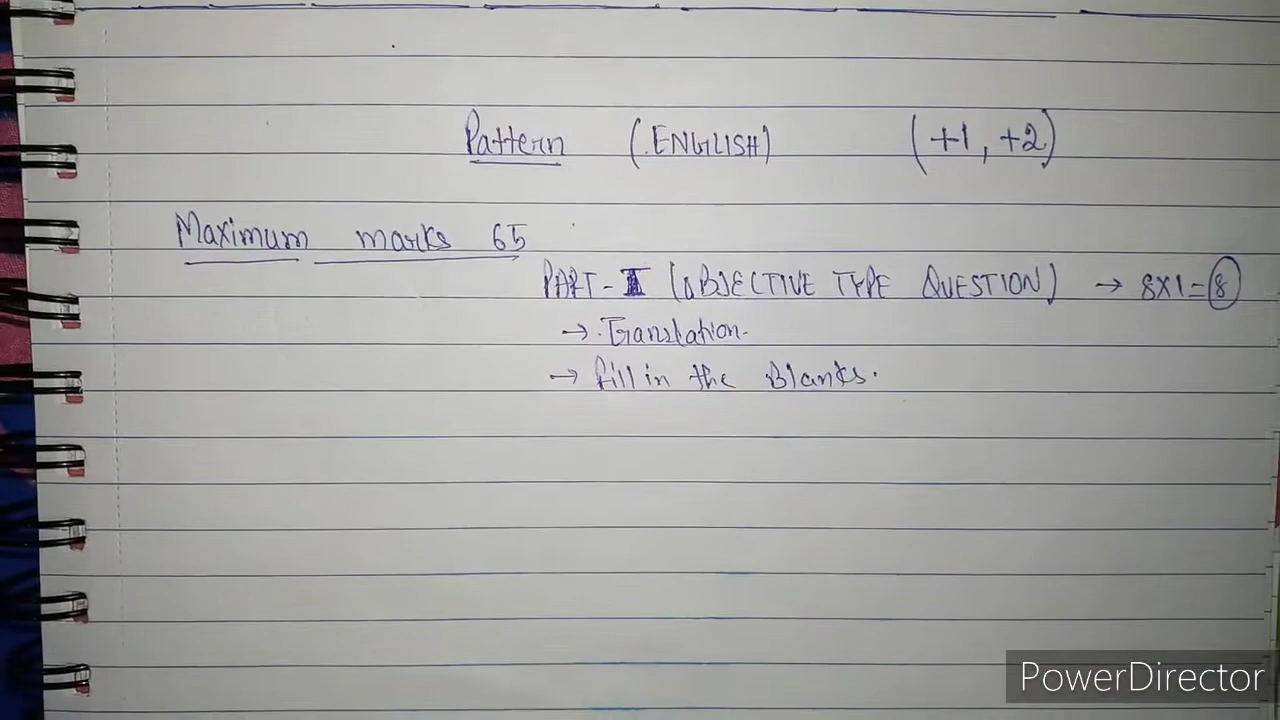 Pattern (ENGLISH) (+1, +2)
Maximum marks 65
PART-I (OBJECTIVE TYPE QUESTION) → 8X1=8
→ Translation.
→ Fill in the Blanks.
PowerDirector